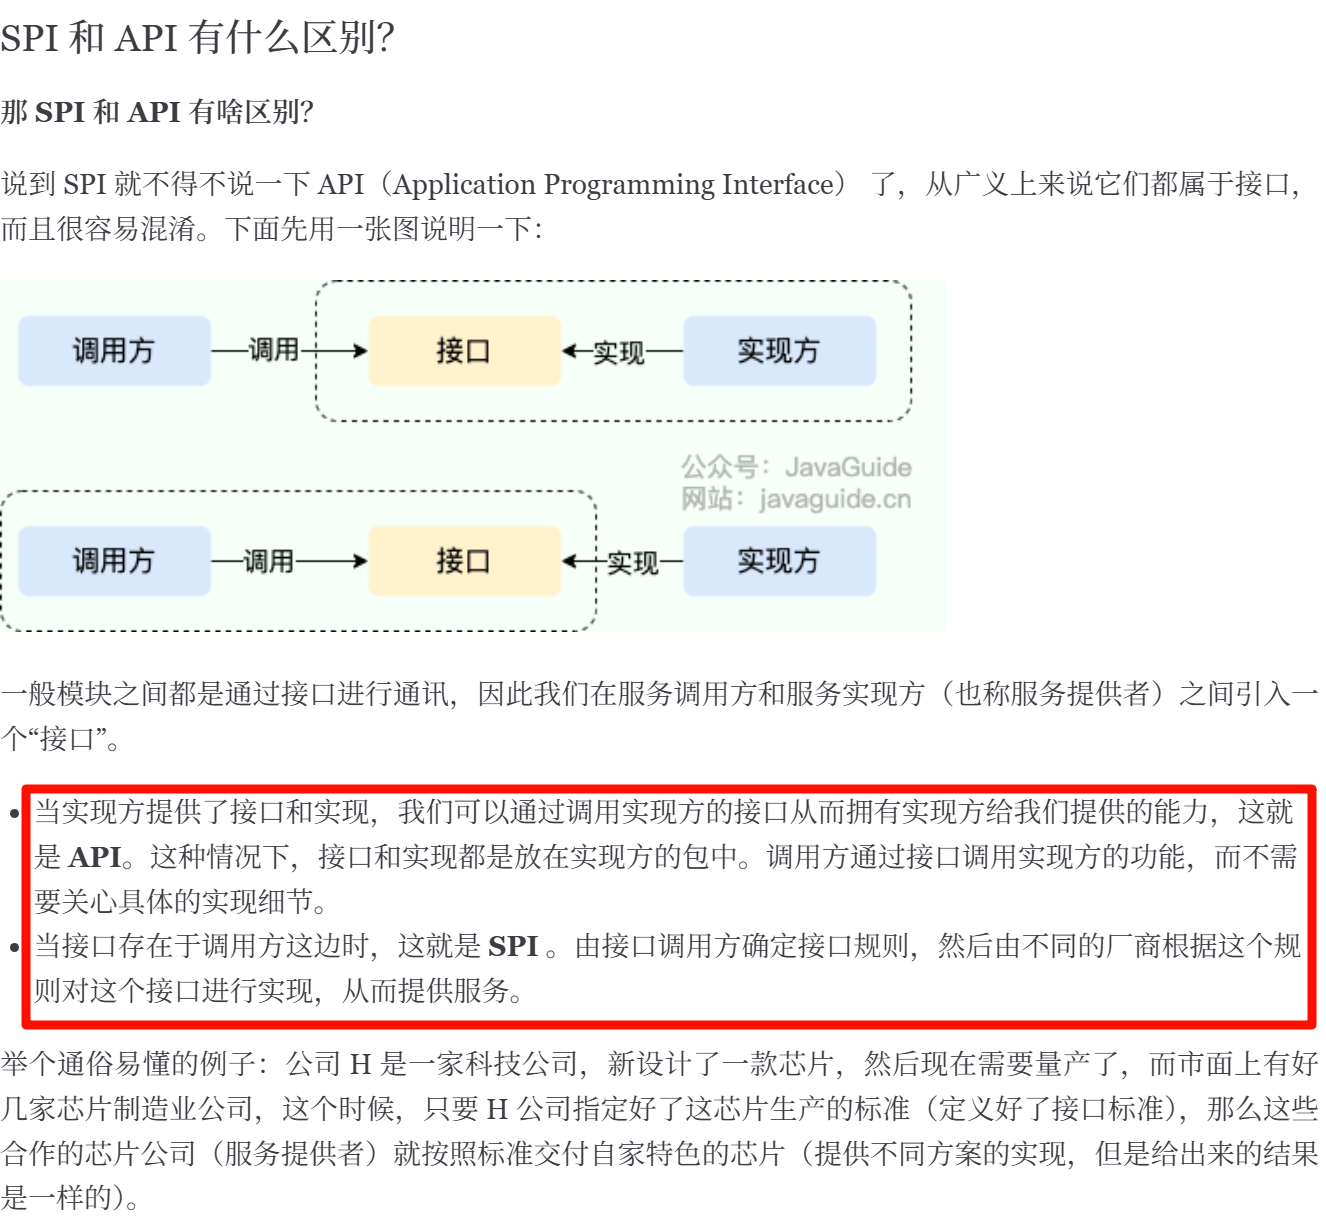 SPI 和 API 有什么区别？
那 SPI 和 API 有啥区别？
说到 SPI 就不得不说一下 API（Application Programming Interface） 了，从广义上来说它们都属于接口，
而且很容易混淆。下面先用一张图说明一下：
调用方 调用 接口 实现 实现方
公众号：JavaGuide
网站：javaguide.cn
调用方 调用 接口 实现 实现方
一般模块之间都是通过接口进行通讯，因此我们在服务调用方和服务实现方（也称服务提供者）之间引入一
个“接口”。
• 当实现方提供了接口和实现，我们可以通过调用实现方的接口从而拥有实现方给我们提供的能力，这就
是 API。这种情况下，接口和实现都是放在实现方的包中。调用方通过接口调用实现方的功能，而不需
要关心具体的实现细节。
• 当接口存在于调用方这边时，这就是 SPI 。由接口调用方确定接口规则，然后由不同的厂商根据这个规
则对这个接口进行实现，从而提供服务。
举个通俗易懂的例子：公司 H 是一家科技公司，新设计了一款芯片，然后现在需要量产了，而市面上有好
几家芯片制造业公司，这个时候，只要 H 公司指定好了这芯片生产的标准（定义好了接口标准），那么这些
合作的芯片公司（服务提供者）就按照标准交付自家特色的芯片（提供不同方案的实现，但是给出来的结果
是一样的）。